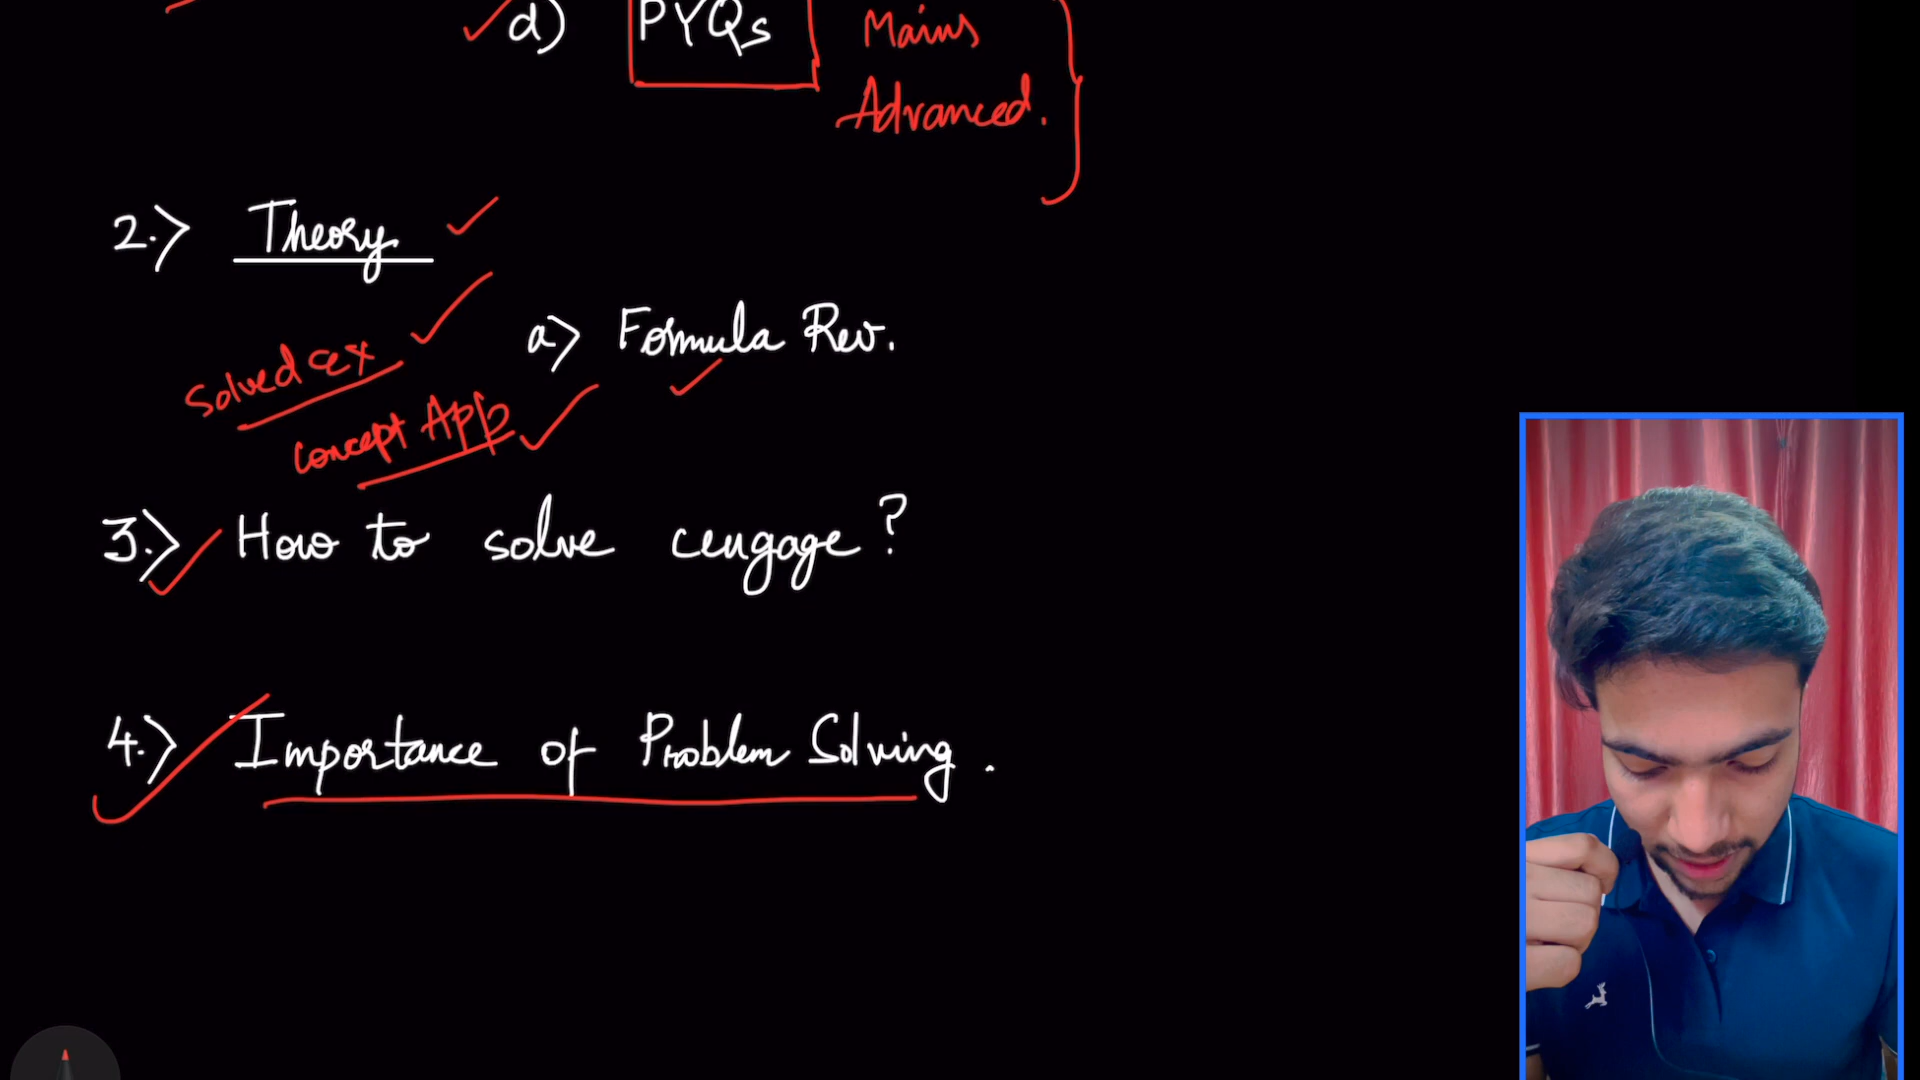 d) PYQs Mains
Advanced.
2.) Theory
a) Formula Rev.
Solved Ex
Concept App
3.) How to solve cengage?
4.) Importance of Problem Solving.